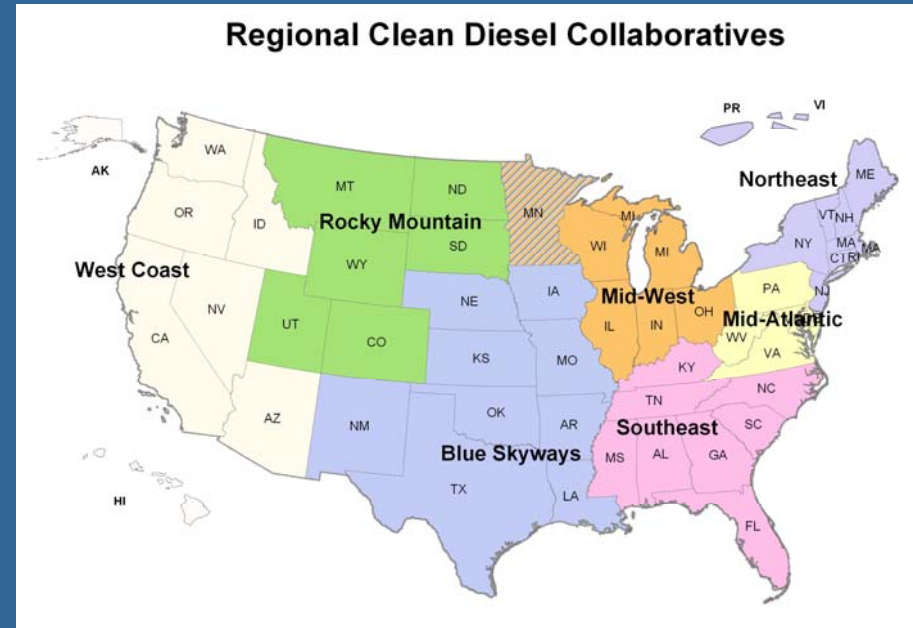 Regional Clean Diesel Collaboratives
PR
VI
AK
WA
MT
ND
MN
MI
ME
Northeast
VT
NH
OR
ID
Rocky Mountain
SD
WI
MI
NY
MA
MA
CT
RI
West Coast
WY
NV
NE
IA
Mid-West
PA
NJ
CA
UT
CO
IL
IN
OH
Mid-Atlantic
WV
KS
MO
KY
VA
AZ
NM
OK
AR
TN
NC
Southeast
SC
Blue Skyways
MS
AL
GA
TX
LA
HI
FL